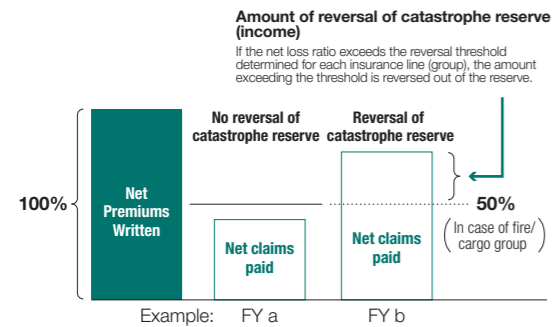 Amount of reversal of catastrophe reserve
(income)
If the net loss ratio exceeds the reversal threshold
determined for each insurance line (group), the amount
exceeding the threshold is reversed out of the reserve.
No reversal of
catastrophe reserve
Reversal of
catastrophe reserve
100%
Net
Premiums
Written
Net claims
paid
Net claims
paid
50%
(In case of fire/
cargo group)
Example: FY a FY b